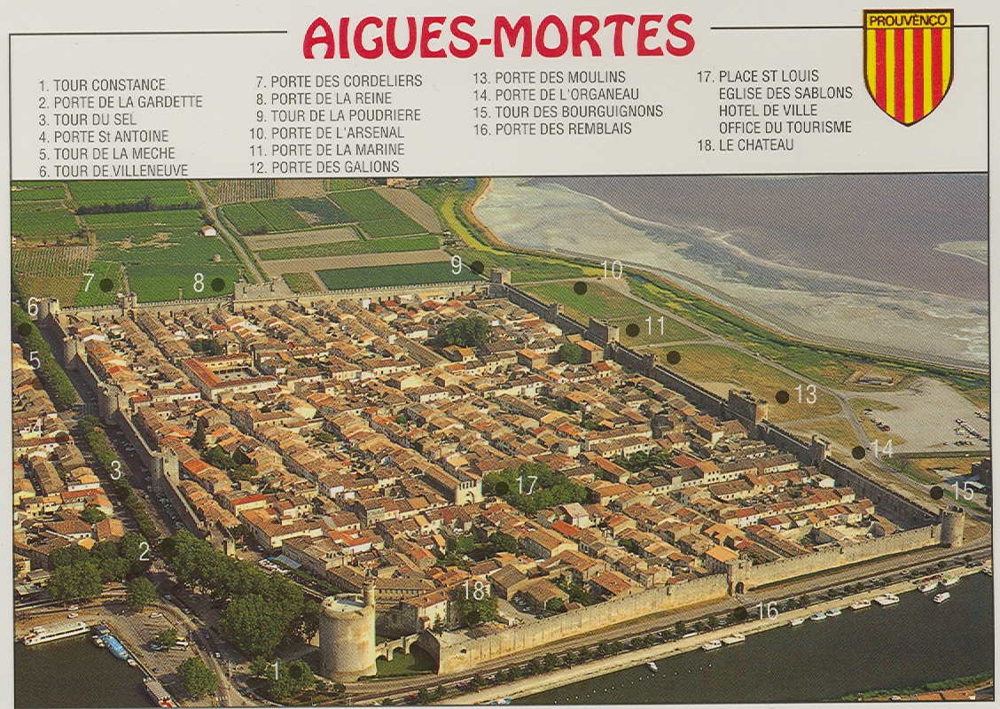 AIGUES-MORTES
PROUVÈNÇO
1. TOUR CONSTANCE
2. PORTE DE LA GARDETTE
3. TOUR DU SEL
4. PORTE St ANTOINE
5. TOUR DE LA MECHE
6. TOUR DE VILLENEUVE
7. PORTE DES CORDELIERS
8. PORTE DE LA REINE
9. TOUR DE LA POUDRIERE
10. PORTE DE L'ARSENAL
11. PORTE DE LA MARINE
12. PORTE DES GALIONS
13. PORTE DES MOULINS
14. PORTE DE L'ORGANEAU
15. TOUR DES BOURGUIGNONS
16. PORTE DES REMBLAIS
17. PLACE ST LOUIS
EGLISE DES SABLONS
HOTEL DE VILLE
OFFICE DU TOURISME
18. LE CHATEAU
9
10
7
8
6
11
5
13
4
14
3
17
15
2
18
16
1